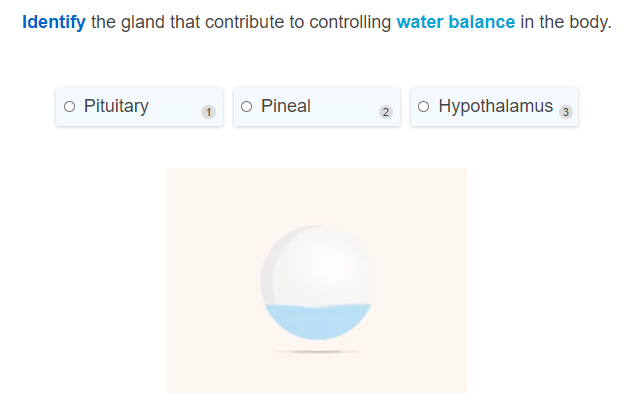 Identify the gland that contribute to controlling water balance in the body.
Pituitary 1 Pineal 2 Hypothalamus 3